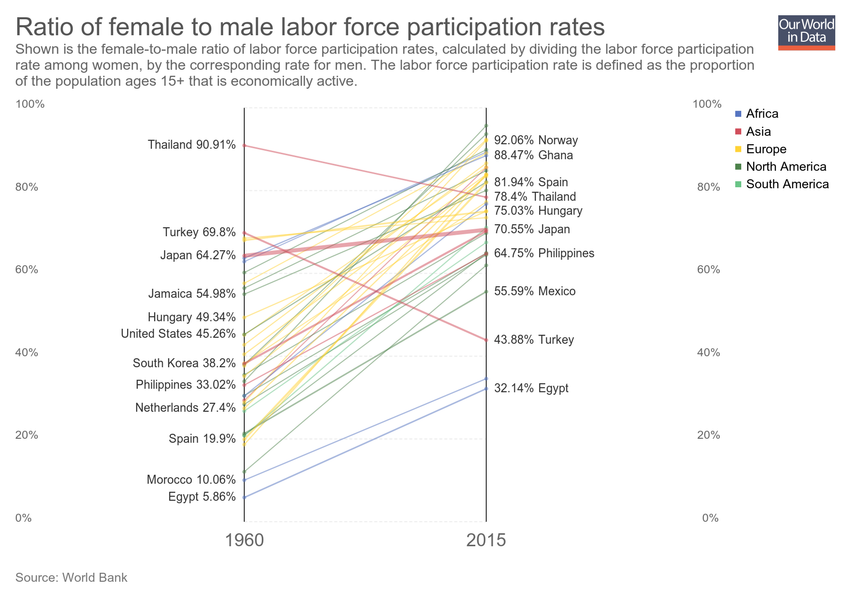 Ratio of female to male labor force participation rates
Our World
in Data
Shown is the female-to-male ratio of labor force participation rates, calculated by dividing the labor force participation
rate among women, by the corresponding rate for men. The labor force participation rate is defined as the proportion
of the population ages 15+ that is economically active.
100%
100%
Africa
Asia
Europe
North America
South America
Thailand 90.91%
92.06% Norway
88.47% Ghana
80%
80%
81.94% Spain
78.4% Thailand
75.03% Hungary
Turkey 69.8%
70.55% Japan
Japan 64.27%
64.75% Philippines
60%
60%
Jamaica 54.98%
55.59% Mexico
Hungary 49.34%
United States 45.26%
43.88% Turkey
40%
40%
South Korea 38.2%
Philippines 33.02%
32.14% Egypt
Netherlands 27.4%
20%
20%
Spain 19.9%
Morocco 10.06%
Egypt 5.86%
0%
0%
1960
2015
Source: World Bank